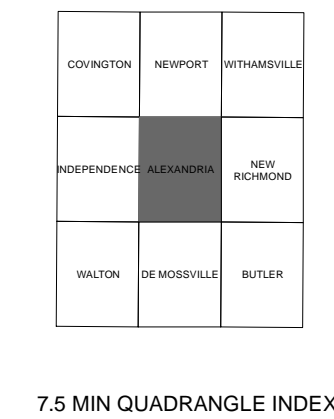 COVINGTON NEWPORT WITHAMSVILLE
INDEPENDENCE ALEXANDRIA NEW
RICHMOND
WALTON DE MOSSVILLE BUTLER
7.5 MIN QUADRANGLE INDEX